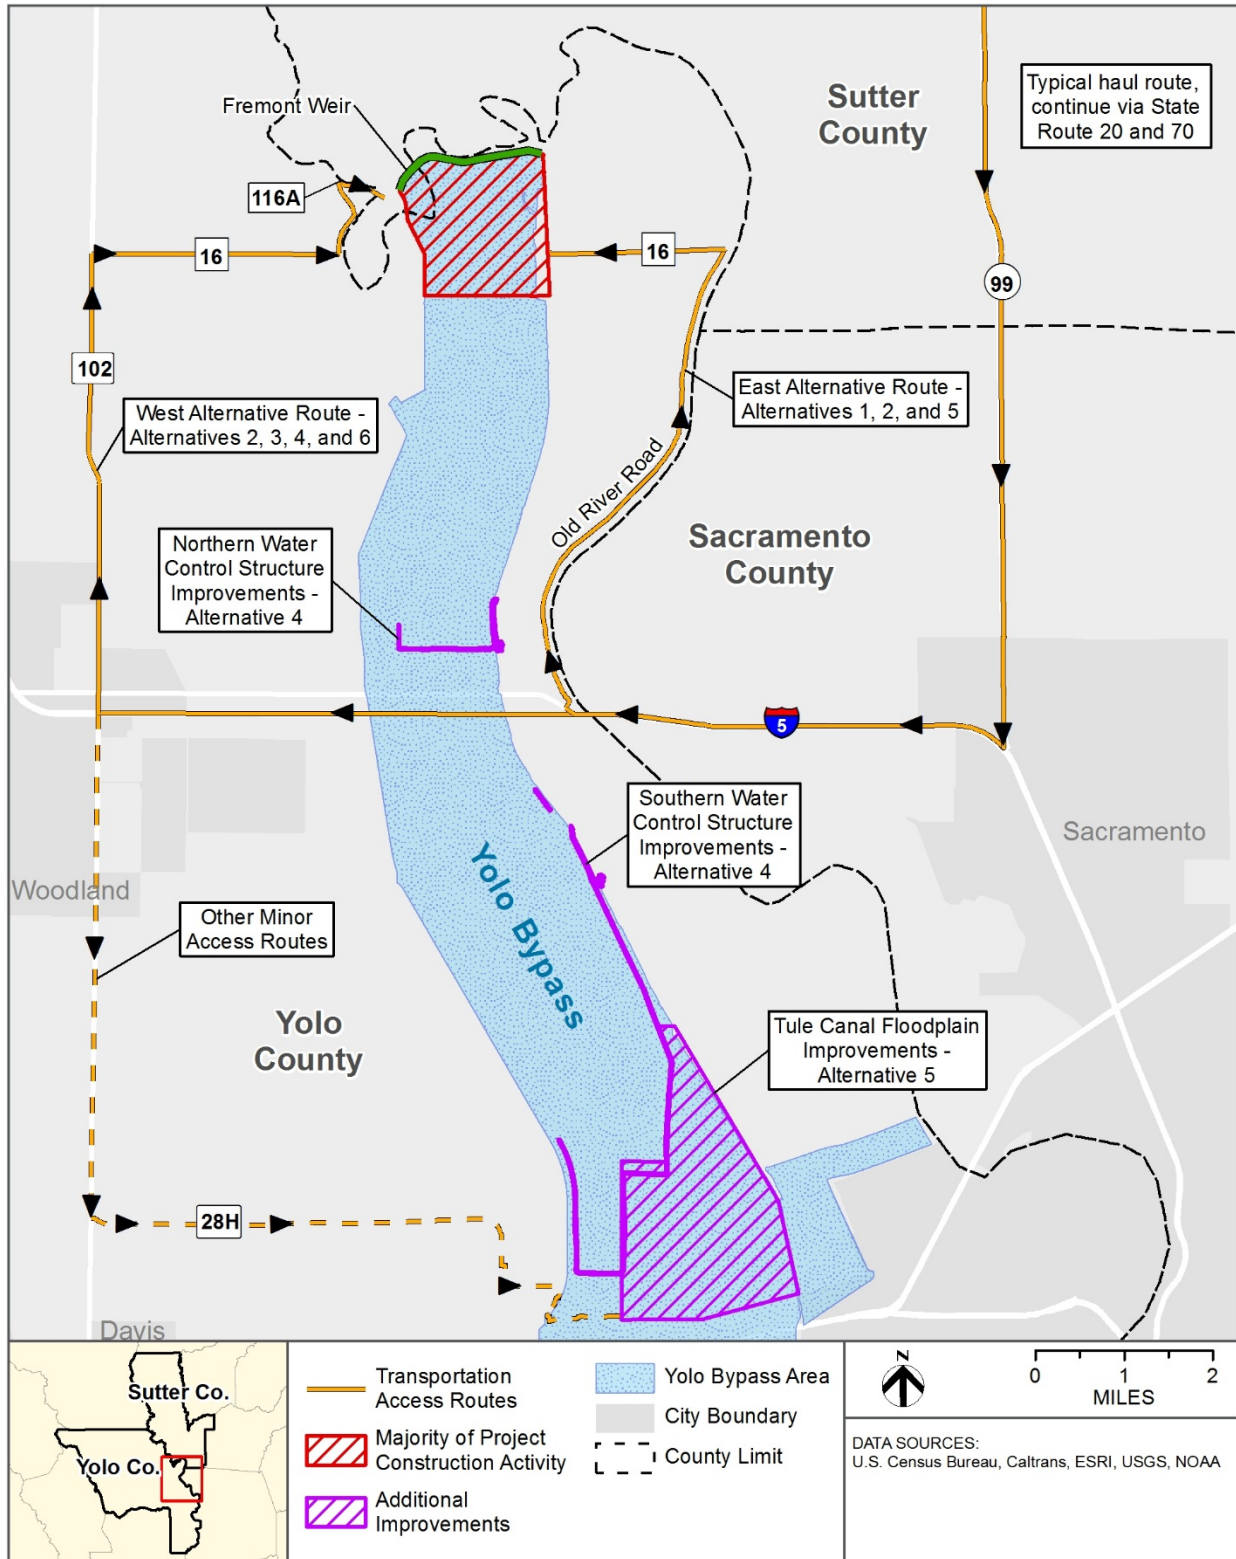 Fremont Weir
Sutter
County
Typical haul route,
continue via State
Route 20 and 70
116A
16
16
99
102
West Alternative Route -
Alternatives 2, 3, 4, and 6
East Alternative Route -
Alternatives 1, 2, and 5
Old River Road
Northern Water
Control Structure
Improvements -
Alternative 4
Sacramento
County
5
Southern Water
Control Structure
Improvements -
Alternative 4
Sacramento
Woodland
Yolo Bypass
Other Minor
Access Routes
Yolo
County
Tule Canal Floodplain
Improvements -
Alternative 5
28H
Davis
Sutter Co.
Yolo Co.
Transportation
Access Routes
Majority of Project
Construction Activity
Additional
Improvements
Yolo Bypass Area
City Boundary
County Limit
N
0 1 2
MILES
DATA SOURCES:
U.S. Census Bureau, Caltrans, ESRI, USGS, NOAA